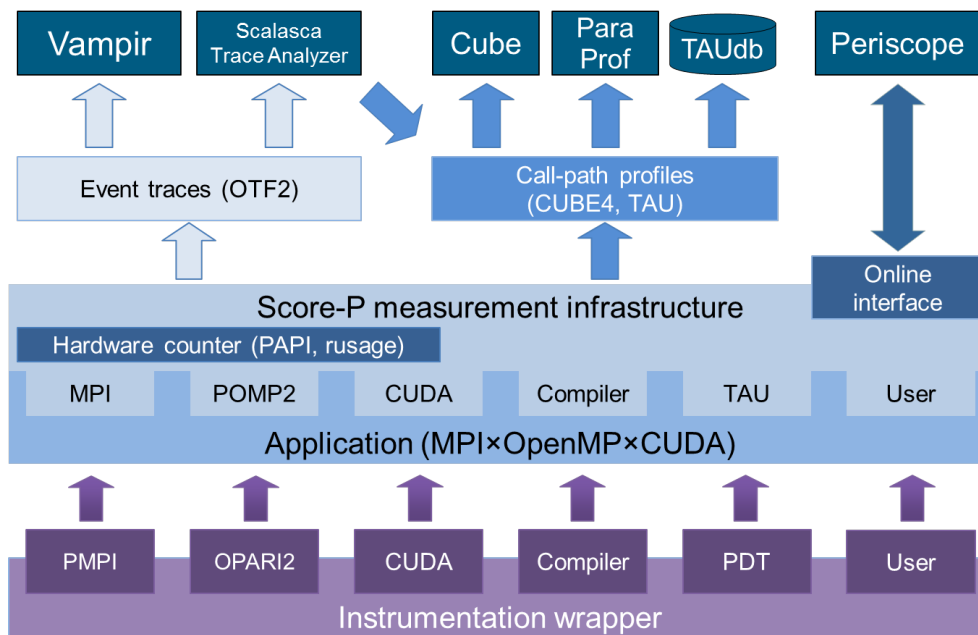 Vampir
Scalasca
Trace Analyzer
Cube
Para
Prof
TAUdb
Periscope
Event traces (OTF2)
Call-path profiles
(CUBE4, TAU)
Online
interface
Score-P measurement infrastructure
Hardware counter (PAPI, rusage)
MPI
POMP2
CUDA
Compiler
TAU
User
Application (MPI×OpenMP×CUDA)
PMPI
OPARI2
CUDA
Compiler
PDT
User
Instrumentation wrapper